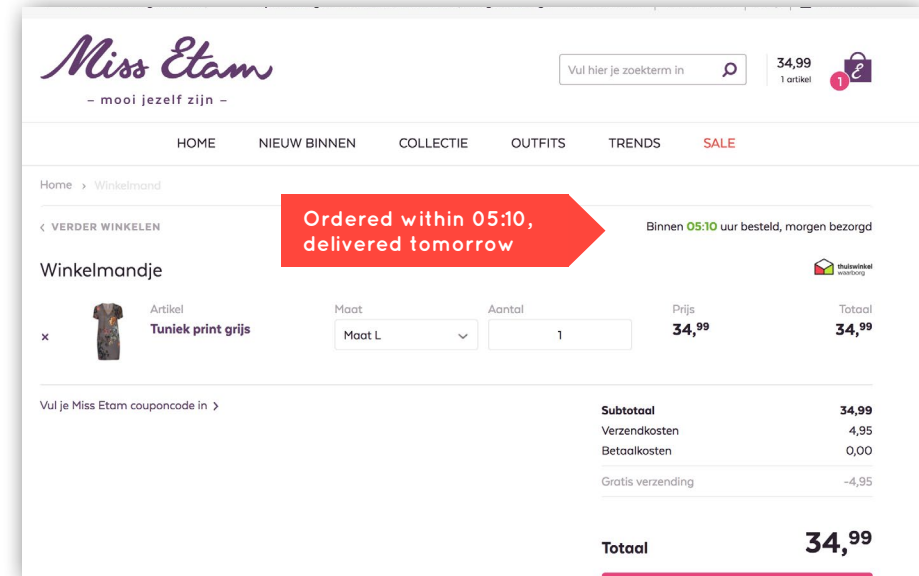 Miss Etam
– mooi jezelf zijn –
Vul hier je zoekterm in
34,99
1 artikel
1
E
HOME NIEUW BINNEN COLLECTIE OUTFITS TRENDS SALE
Home › Winkelmand
‹ VERDER WINKELEN
Ordered within 05:10,
delivered tomorrow
Binnen 05:10 uur besteld, morgen bezorgd
Winkelmandje
thuiswinkel
waarborg
Artikel Maat Aantal Prijs Totaal
× Tuniek print grijs Maat L 1 34,99 34,99
Vul je Miss Etam couponcode in ›
Subtotaal 34,99
Verzendkosten 4,95
Betaalkosten 0,00
Gratis verzending -4,95
Totaal 34,99